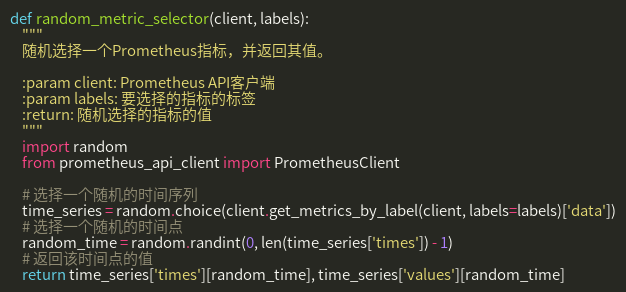 def random_metric_selector(client, labels):
    """
    随机选择一个Prometheus指标，并返回其值。

    :param client: Prometheus API客户端
    :param labels: 要选择的指标的标签
    :return: 随机选择的指标的值
    """
    import random
    from prometheus_api_client import PrometheusClient

    # 选择一个随机的时间序列
    time_series = random.choice(client.get_metrics_by_label(client, labels=labels)['data'])
    # 选择一个随机的时间点
    random_time = random.randint(0, len(time_series['times']) - 1)
    # 返回该时间点的值
    return time_series['times'][random_time], time_series['values'][random_time]